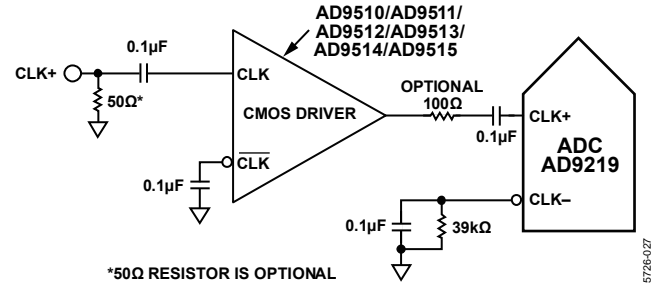 AD9510/AD9511/
AD9512/AD9513/
AD9514/AD9515
0.1µF
CLK+
50Ω*
CLK
CMOS DRIVER
CLK
0.1µF
OPTIONAL
100Ω
0.1µF
CLK+
ADC
AD9219
CLK–
0.1µF
39kΩ
*50Ω RESISTOR IS OPTIONAL
5726-027